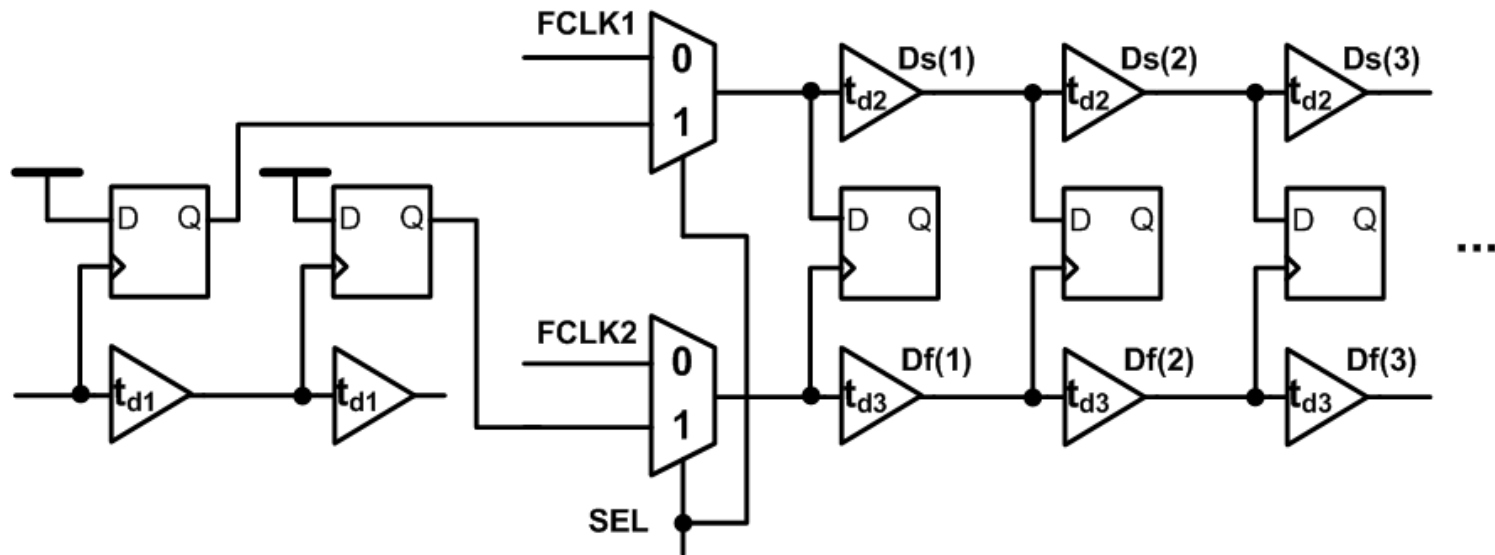 FCLK1
0
1
Ds(1)
Ds(2)
Ds(3)
td2
td2
td2
D Q
D Q
D Q
D Q
D Q
...
FCLK2
0
1
Df(1)
Df(2)
Df(3)
td1
td1
td3
td3
td3
SEL